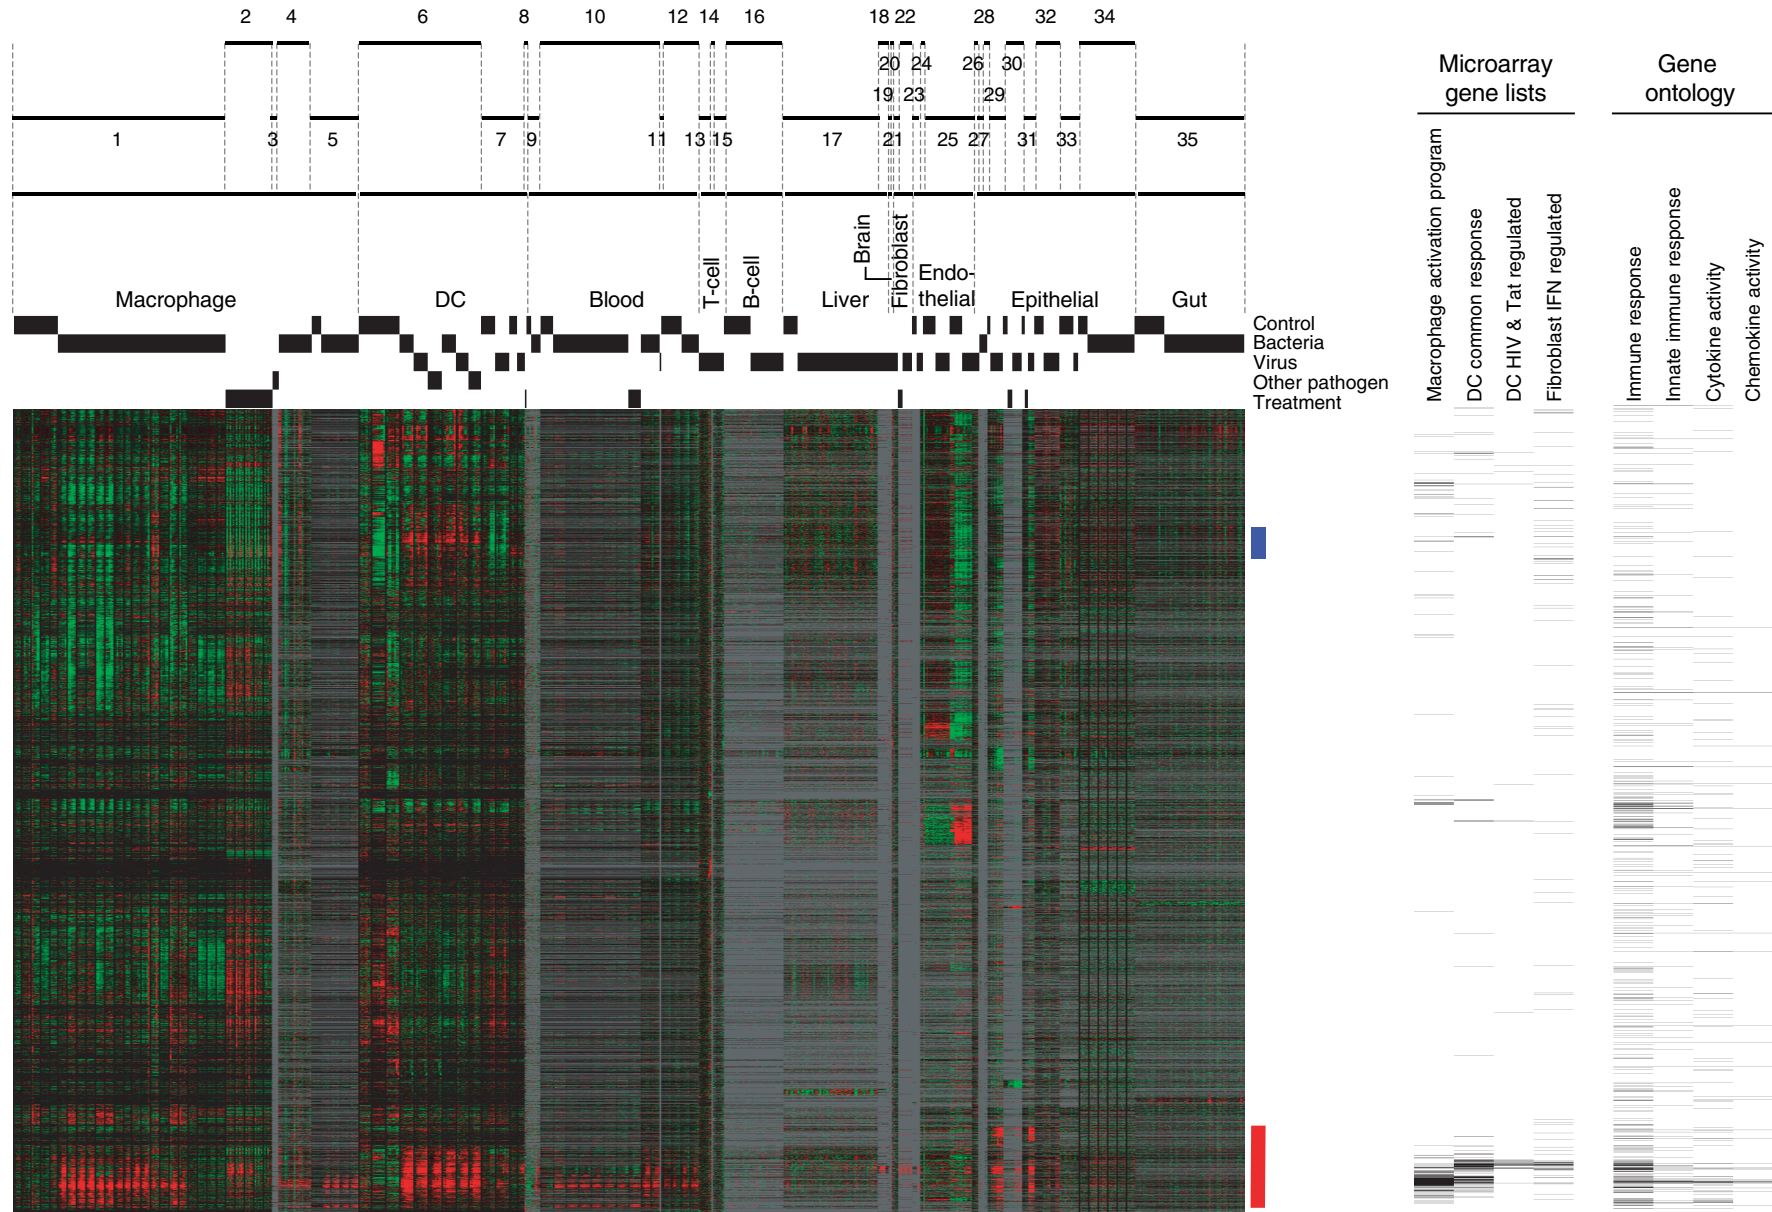 2 4 6 8 10 12 14 16 18 22 28 32 34
20 24 26 30
19 23 29
1 3 5 7 9 11 13 15 17 21 25 27 31 33 35
Microarray
gene lists
Gene
ontology
Macrophage
DC
Blood
T-cell
B-cell
Liver
Brain
Fibroblast
Endo-
thelial
Epithelial
Gut
Control
Bacteria
Virus
Other pathogen
Treatment
Macrophage activation program
DC common response
DC HIV & Tat regulated
Fibroblast IFN regulated
Immune response
Innate immune response
Cytokine activity
Chemokine activity